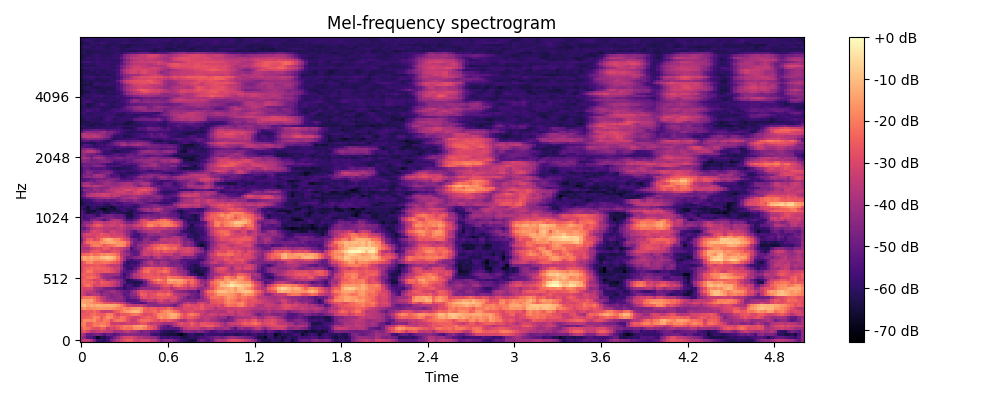 Mel-frequency spectrogram
+0 dB
-10 dB
-20 dB
-30 dB
-40 dB
-50 dB
-60 dB
-70 dB
Hz
4096
2048
1024
512
0
0 0.6 1.2 1.8 2.4 3 3.6 4.2 4.8
Time